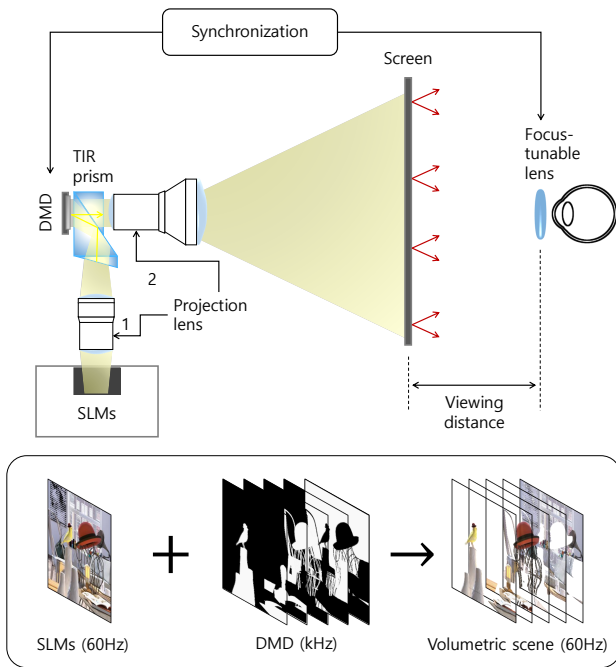 Synchronization
Screen
Focus-
tunable
lens
TIR
prism
DMD
2
Projection
lens
1
SLMs
Viewing
distance
SLMs (60Hz)
DMD (kHz)
Volumetric scene (60Hz)